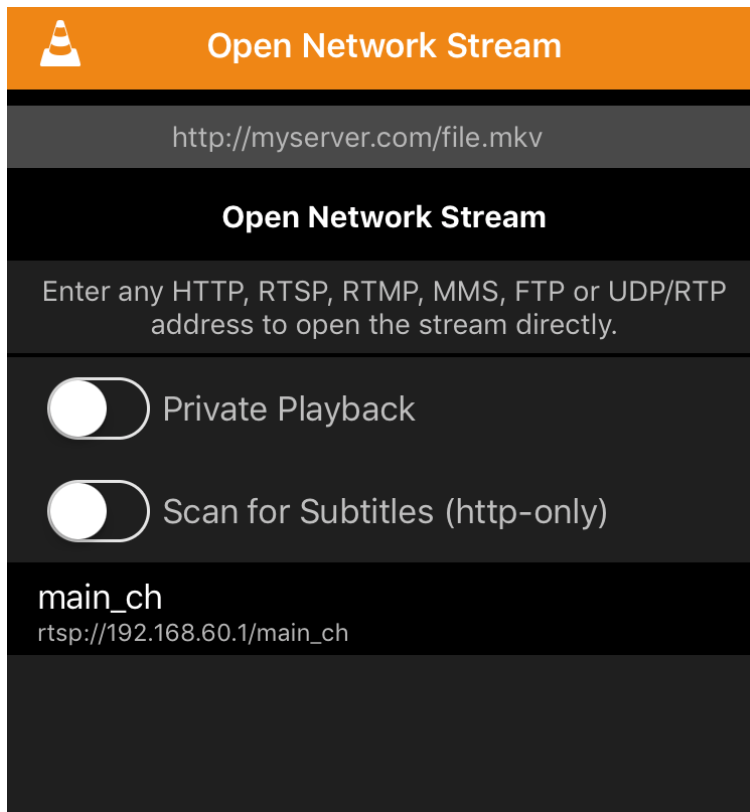 Open Network Stream
http://myserver.com/file.mkv
Open Network Stream
Enter any HTTP, RTSP, RTMP, MMS, FTP or UDP/RTP
address to open the stream directly.
Private Playback
Scan for Subtitles (http-only)
main_ch
rtsp://192.168.60.1/main_ch